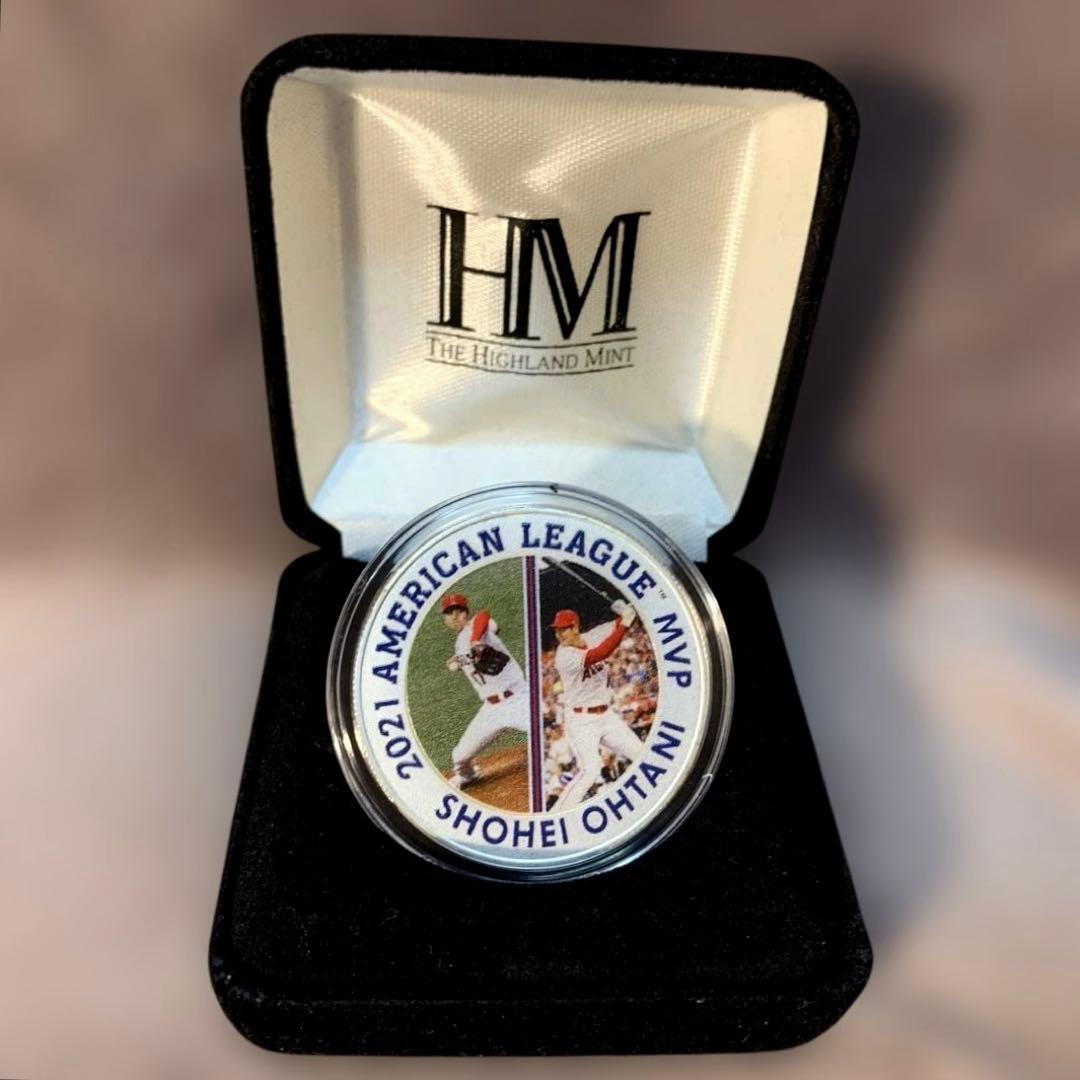 HM
THE HIGHLAND MINT
2021 AMERICAN LEAGUE™ MVP
SHOHEI OHTANI